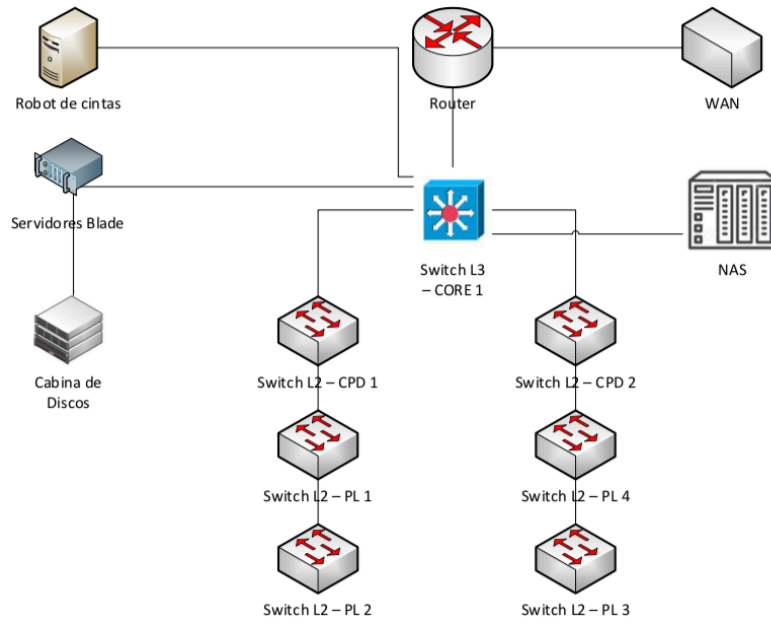 Robot de cintas
Router
WAN
Servidores Blade
Switch L3
– CORE 1
NAS
Cabina de
Discos
Switch L2 – CPD 1
Switch L2 – CPD 2
Switch L2 – PL 1
Switch L2 – PL 4
Switch L2 – PL 2
Switch L2 – PL 3